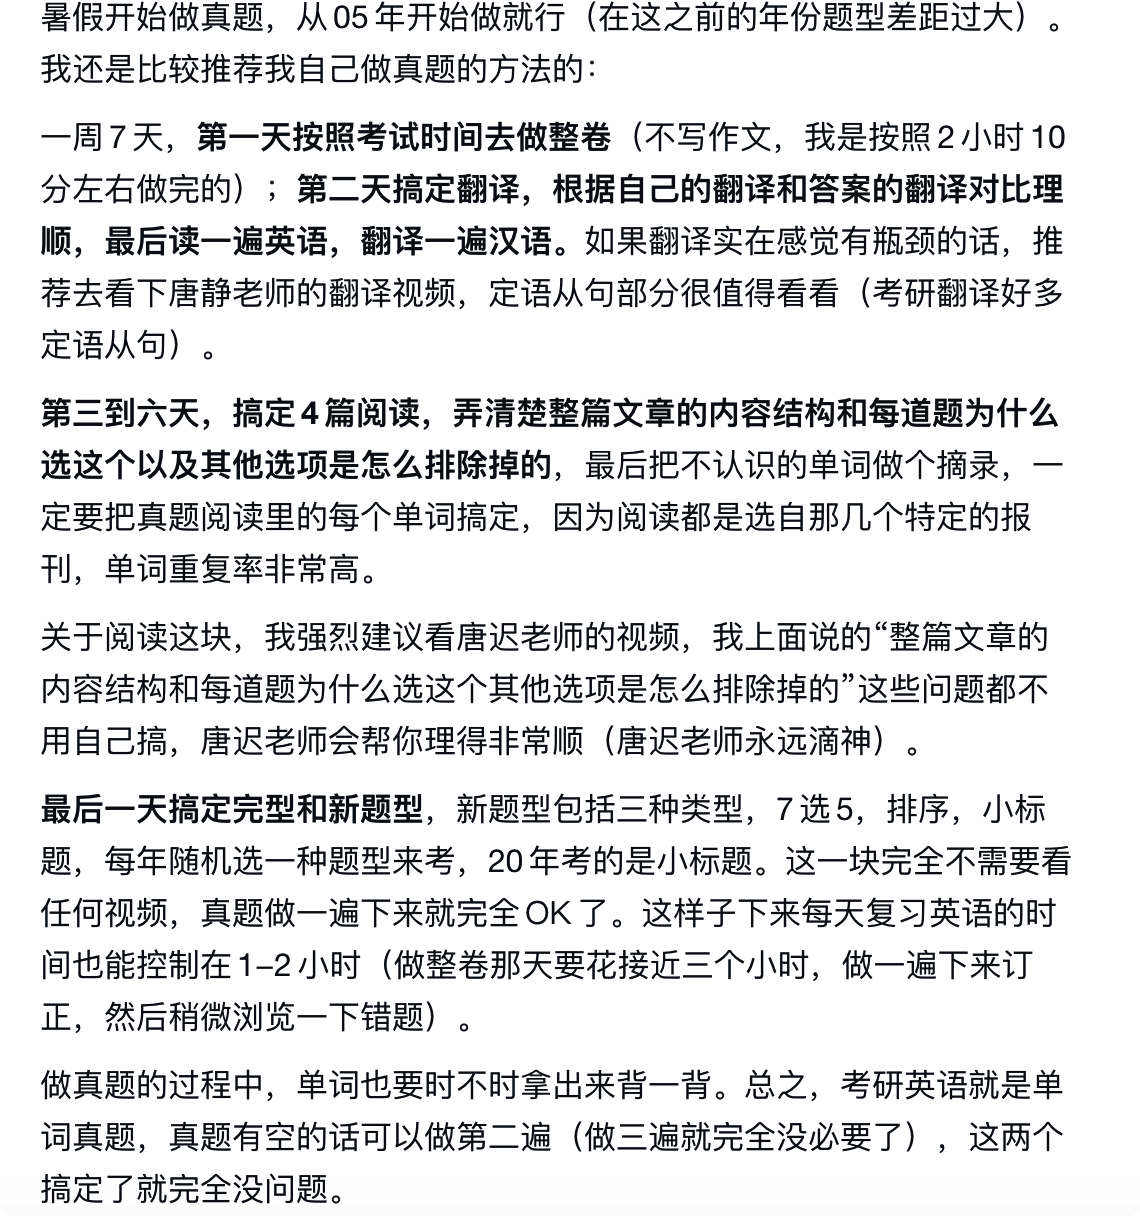 暑假开始做真题，从 05 年开始做就行（在这之前的年份题型差距过大）。
我还是比较推荐我自己做真题的方法的：
一周 7 天，第一天按照考试时间去做整卷（不写作文，我是按照 2 小时 10
分左右做完的）；第二天搞定翻译，根据自己的翻译和答案的翻译对比理
顺，最后读一遍英语，翻译一遍汉语。如果翻译实在感觉有瓶颈的话，推
荐去看下唐静老师的翻译视频，定语从句部分很值得看看（考研翻译好多
定语从句）。
第三到六天，搞定 4 篇阅读，弄清楚整篇文章的内容结构和每道题为什么
选这个以及其他选项是怎么排除掉的，最后把不认识的单词做个摘录，一
定要把真题阅读里的每个单词搞定，因为阅读都是选自那几个特定的报
刊，单词重复率非常高。
关于阅读这块，我强烈建议看唐迟老师的视频，我上面说的“整篇文章的
内容结构和每道题为什么选这个其他选项是怎么排除掉的”这些问题都不
用自己搞，唐迟老师会帮你理得非常顺（唐迟老师永远滴神）。
最后一天搞定完型和新题型，新题型包括三种类型，7 选 5，排序，小标
题，每年随机选一种题型来考，20 年考的是小标题。这一块完全不需要看
任何视频，真题做一遍下来就完全 OK 了。这样子下来每天复习英语的时
间也能控制在 1–2 小时（做整卷那天要花接近三个小时，做一遍下来订
正，然后稍微浏览一下错题）。
做真题的过程中，单词也要时不时拿出来背一背。总之，考研英语就是单
词真题，真题有空的话可以做第二遍（做三遍就完全没必要了），这两个
搞定了就完全没问题。